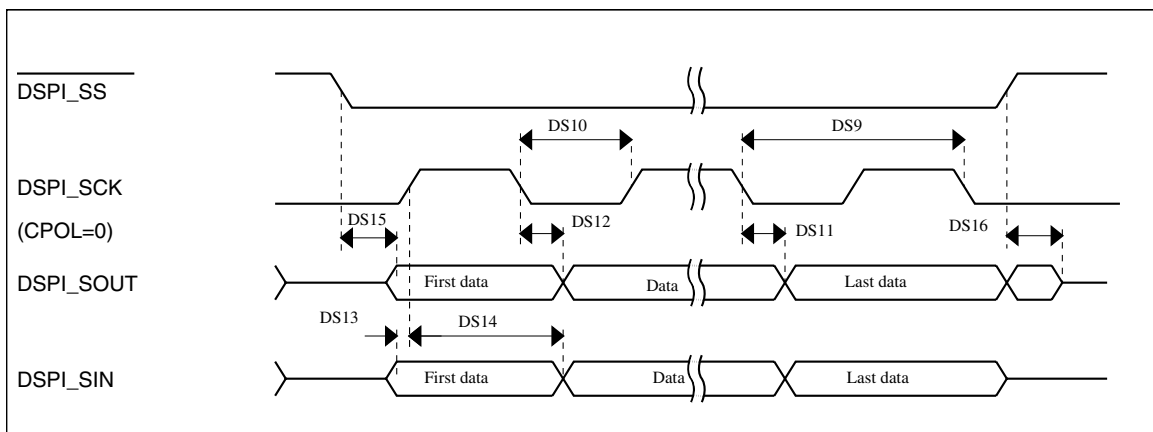 DSPI_SS
DS10
DS9
DSPI_SCK
DS15
DS12
DS11
DS16
(CPOL=0)
DSPI_SOUT
First data
Data
Last data
DS13
DS14
DSPI_SIN
First data
Data
Last data